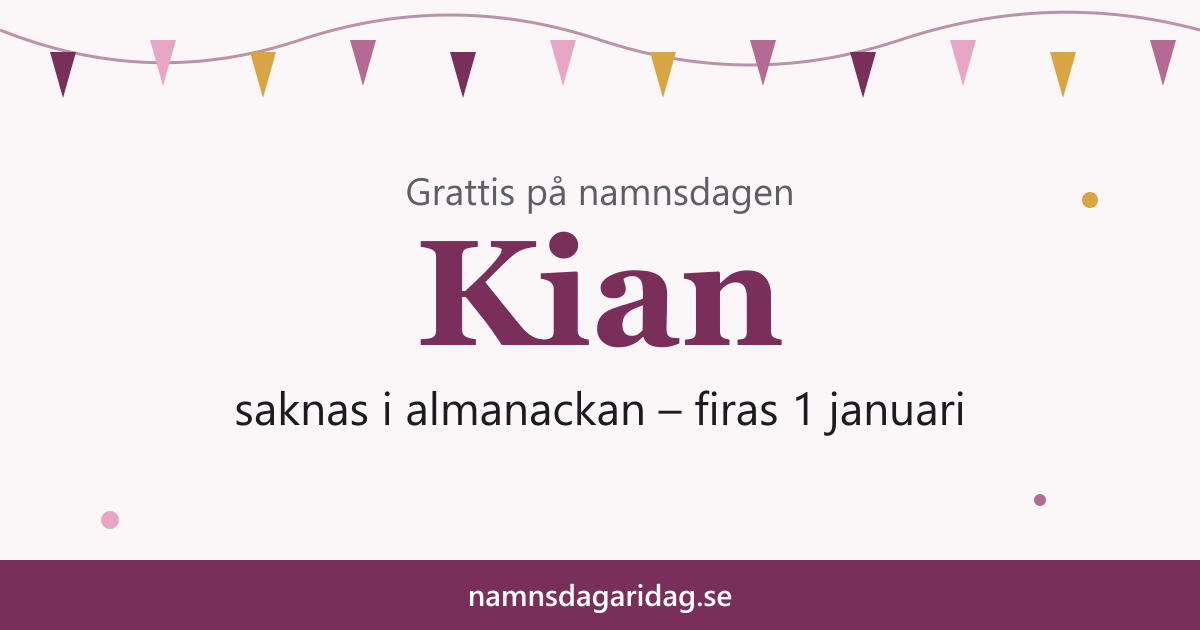 Grattis på namnsdagen
Kian
saknas i almanackan – firas 1 januari
namnsdagaridag.se